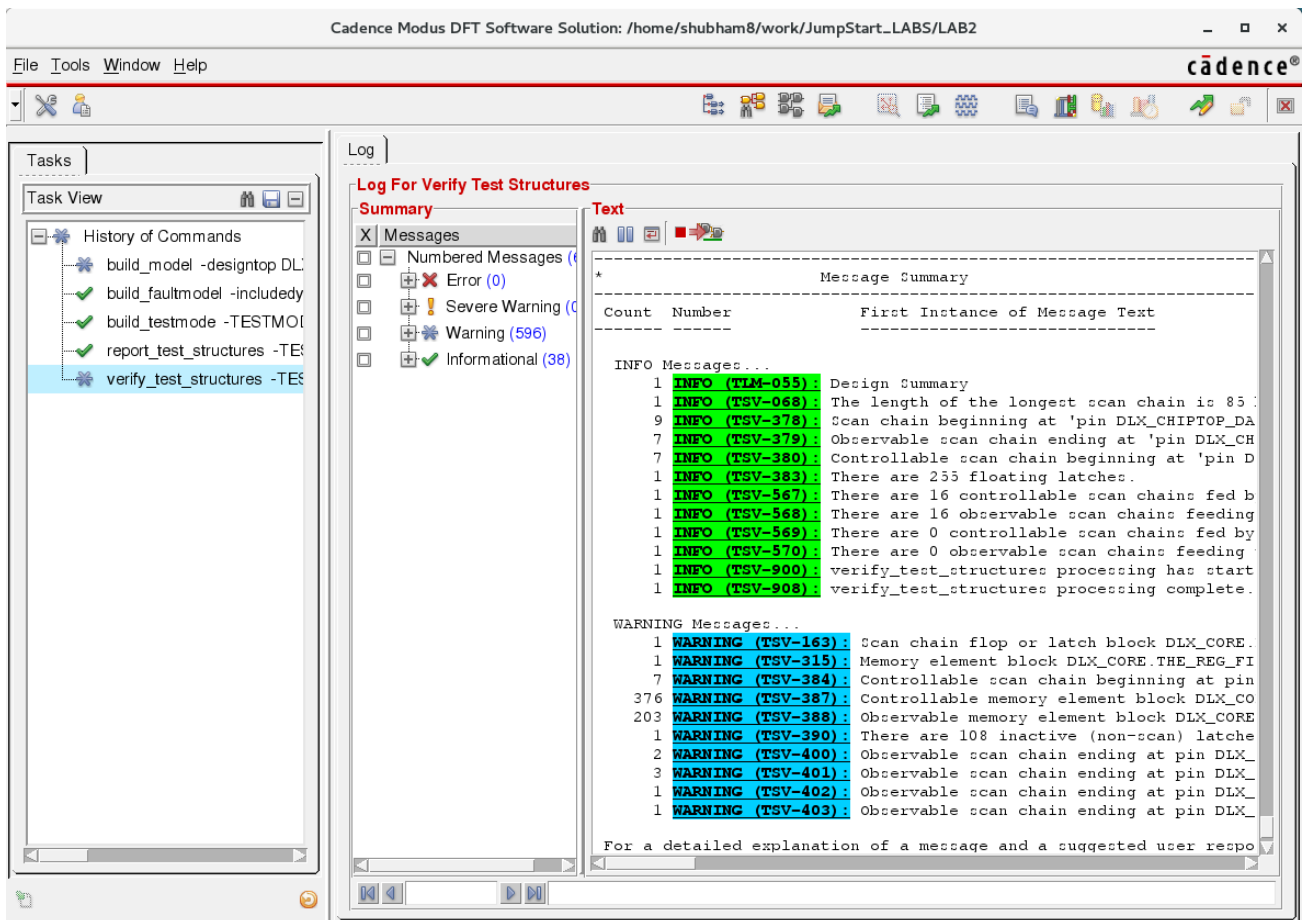 Cadence Modus DFT Software Solution: /home/shubham8/work/JumpStart_LABS/LAB2
File Tools Window Help
cādence®
Tasks
Task View
History of Commands
build_model -designtop DL
build_faultmodel -includedy
build_testmode -TESTMO
report_test_structures -TE
verify_test_structures -TES
Log
Log For Verify Test Structures
Summary
X Messages
Numbered Messages (
Error (0)
Severe Warning (
Warning (596)
Informational (38)
Text
* Message Summary
Count Number First Instance of Message Text
INFO Messages...
1 INFO (TLM-055): Design Summary
1 INFO (TSV-068): The length of the longest scan chain is 85
9 INFO (TSV-378): Scan chain beginning at 'pin DLX_CHIPTOP_DA
7 INFO (TSV-379): Observable scan chain ending at 'pin DLX_CH
7 INFO (TSV-380): Controllable scan chain beginning at 'pin D
1 INFO (TSV-383): There are 255 floating latches.
1 INFO (TSV-567): There are 16 controllable scan chains fed b
1 INFO (TSV-568): There are 16 observable scan chains feeding
1 INFO (TSV-569): There are 0 controllable scan chains fed by
1 INFO (TSV-570): There are 0 observable scan chains feeding
1 INFO (TSV-900): verify_test_structures processing has start
1 INFO (TSV-908): verify_test_structures processing complete.
WARNING Messages...
1 WARNING (TSV-163): Scan chain flop or latch block DLX_CORE.
1 WARNING (TSV-315): Memory element block DLX_CORE.THE_REG_FI
7 WARNING (TSV-384): Controllable scan chain beginning at pin
376 WARNING (TSV-387): Controllable memory element block DLX_CO
203 WARNING (TSV-388): Observable memory element block DLX_CORE
1 WARNING (TSV-390): There are 108 inactive (non-scan) latche
2 WARNING (TSV-400): Observable scan chain ending at pin DLX_
3 WARNING (TSV-401): Observable scan chain ending at pin DLX_
1 WARNING (TSV-402): Observable scan chain ending at pin DLX_
1 WARNING (TSV-403): Observable scan chain ending at pin DLX_
For a detailed explanation of a message and a suggested user respo